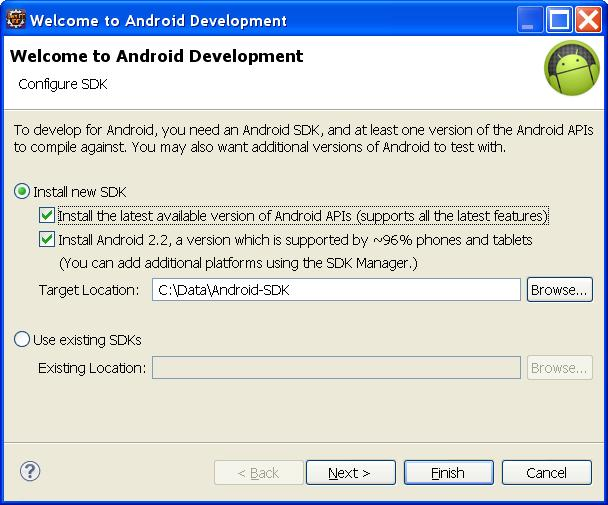 Welcome to Android Development
Welcome to Android Development
Configure SDK
To develop for Android, you need an Android SDK, and at least one version of the Android APIs
to compile against. You may also want additional versions of Android to test with.
Install new SDK
Install the latest available version of Android APIs (supports all the latest features)
Install Android 2.2, a version which is supported by ~96% phones and tablets
(You can add additional platforms using the SDK Manager.)
Target Location: C:\Data\Android-SDK Browse...
Use existing SDKs
Existing Location: Browse...
? < Back Next > Finish Cancel